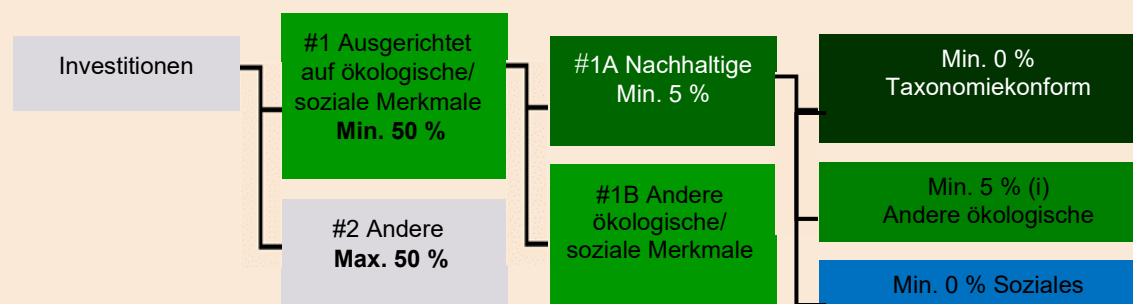 Investitionen
#1 Ausgerichtet
auf ökologische/
soziale Merkmale
Min. 50 %
#2 Andere
Max. 50 %
#1A Nachhaltige
Min. 5 %
#1B Andere
ökologische/
soziale Merkmale
Min. 0 %
Taxonomiekonform
Min. 5 % (i)
Andere ökologische
Min. 0 % Soziales